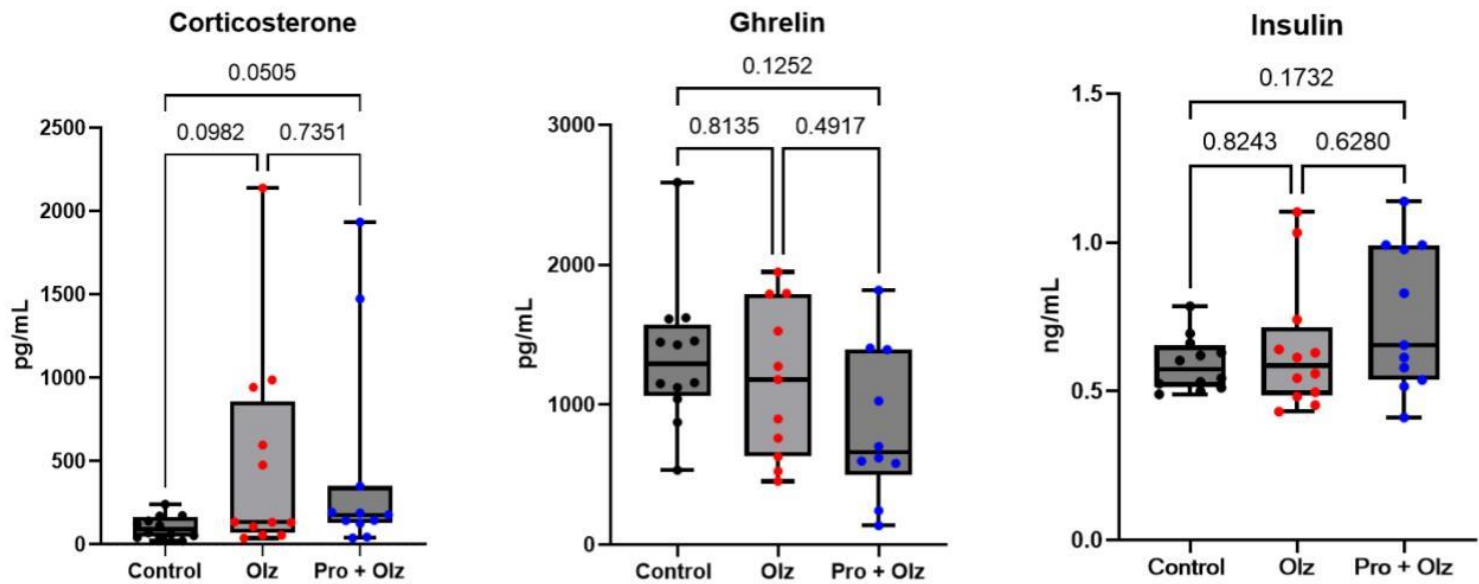 Corticosterone
0.0505
0.0982
0.7351
2500
2000
1500
1000
500
0
pg/mL
Control
Olz
Pro + Olz
Ghrelin
0.1252
0.8135
0.4917
3000
2000
1000
0
pg/mL
Control
Olz
Pro + Olz
Insulin
0.1732
0.8243
0.6280
1.5
1.0
0.5
0.0
ng/mL
Control
Olz
Pro + Olz